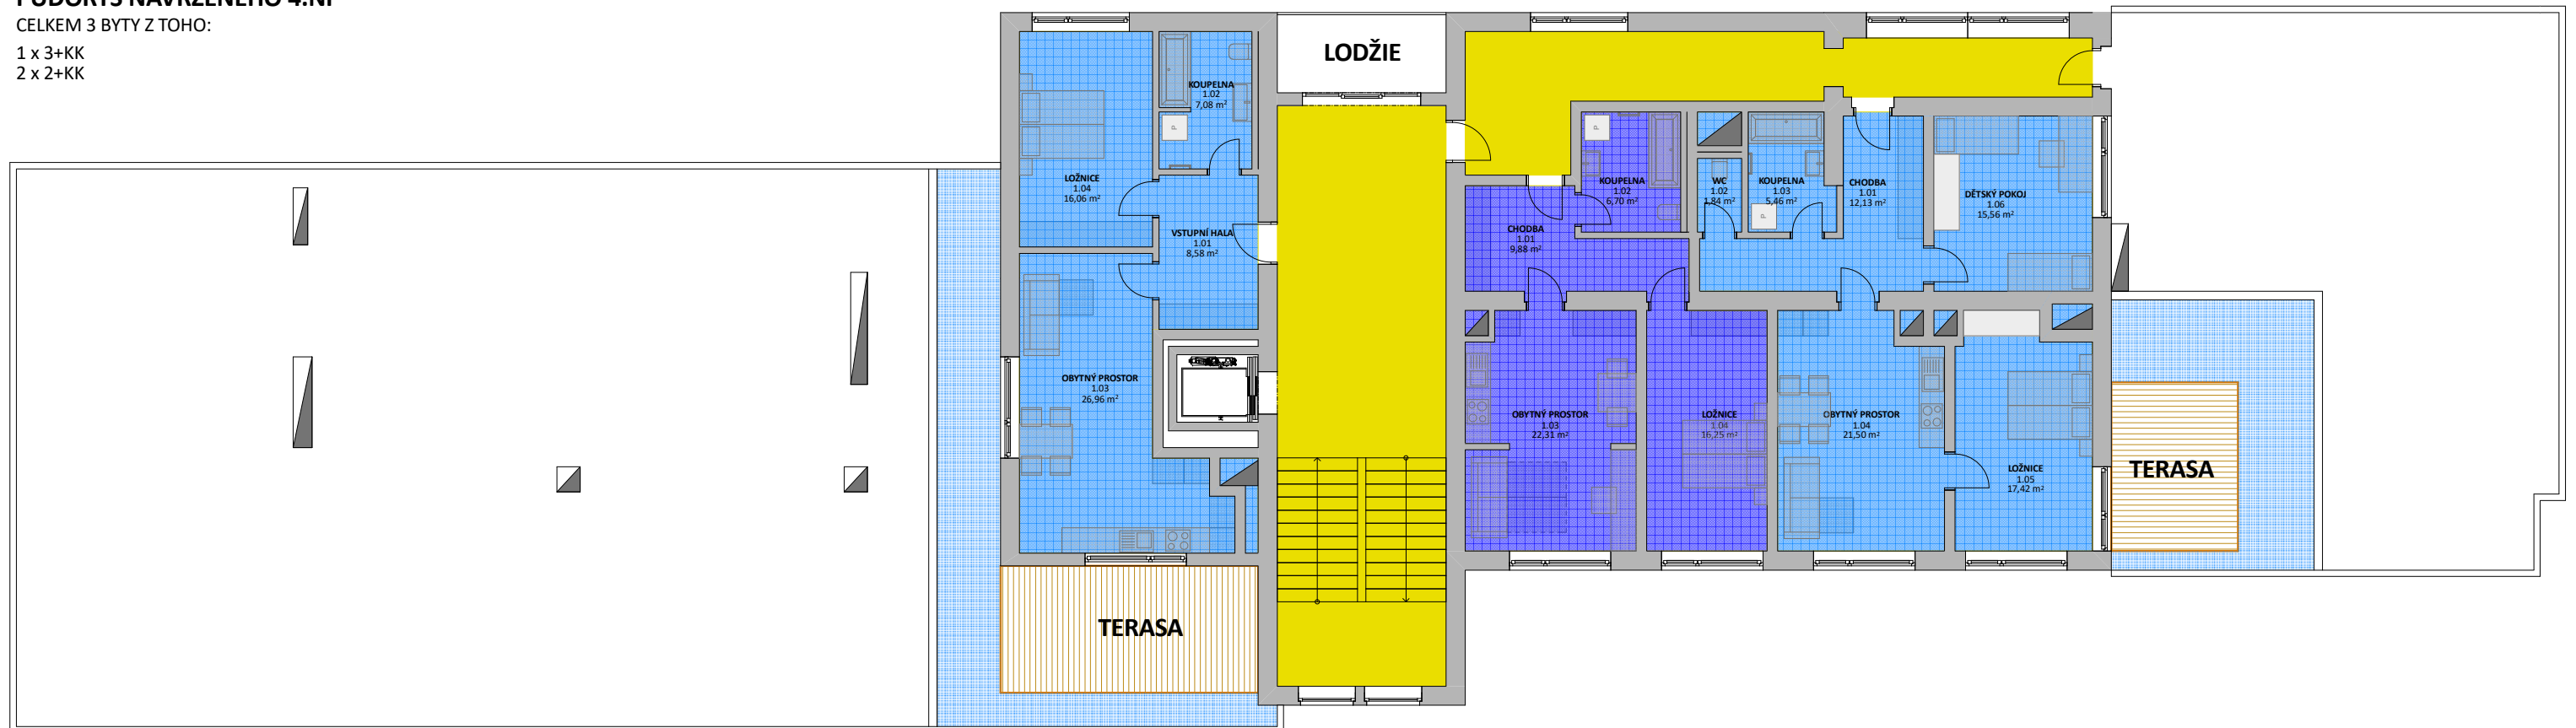 PŮDORYS NAVRŽENÉHO 4.NP
CELKEM 3 BYTY Z TOHO:
1 x 3+KK
2 x 2+KK
LODŽIE
KOUPELNA
1.02
7,08 m²
P
LOŽNICE
1.04
16,06 m²
VSTUPNÍ HALA
1.01
8,58 m²
OBYTNÝ PROSTOR
1.03
26,96 m²
TERASA
P
KOUPELNA
1.02
6,70 m²
CHODBA
1.01
9,88 m²
OBYTNÝ PROSTOR
1.03
22,31 m²
LOŽNICE
1.04
16,25 m²
WC
1.02
1,84 m²
KOUPELNA
1.03
5,46 m²
P
CHODBA
1.01
12,13 m²
DĚTSKÝ POKOJ
1.06
15,56 m²
OBYTNÝ PROSTOR
1.04
21,50 m²
LOŽNICE
1.05
17,42 m²
TERASA